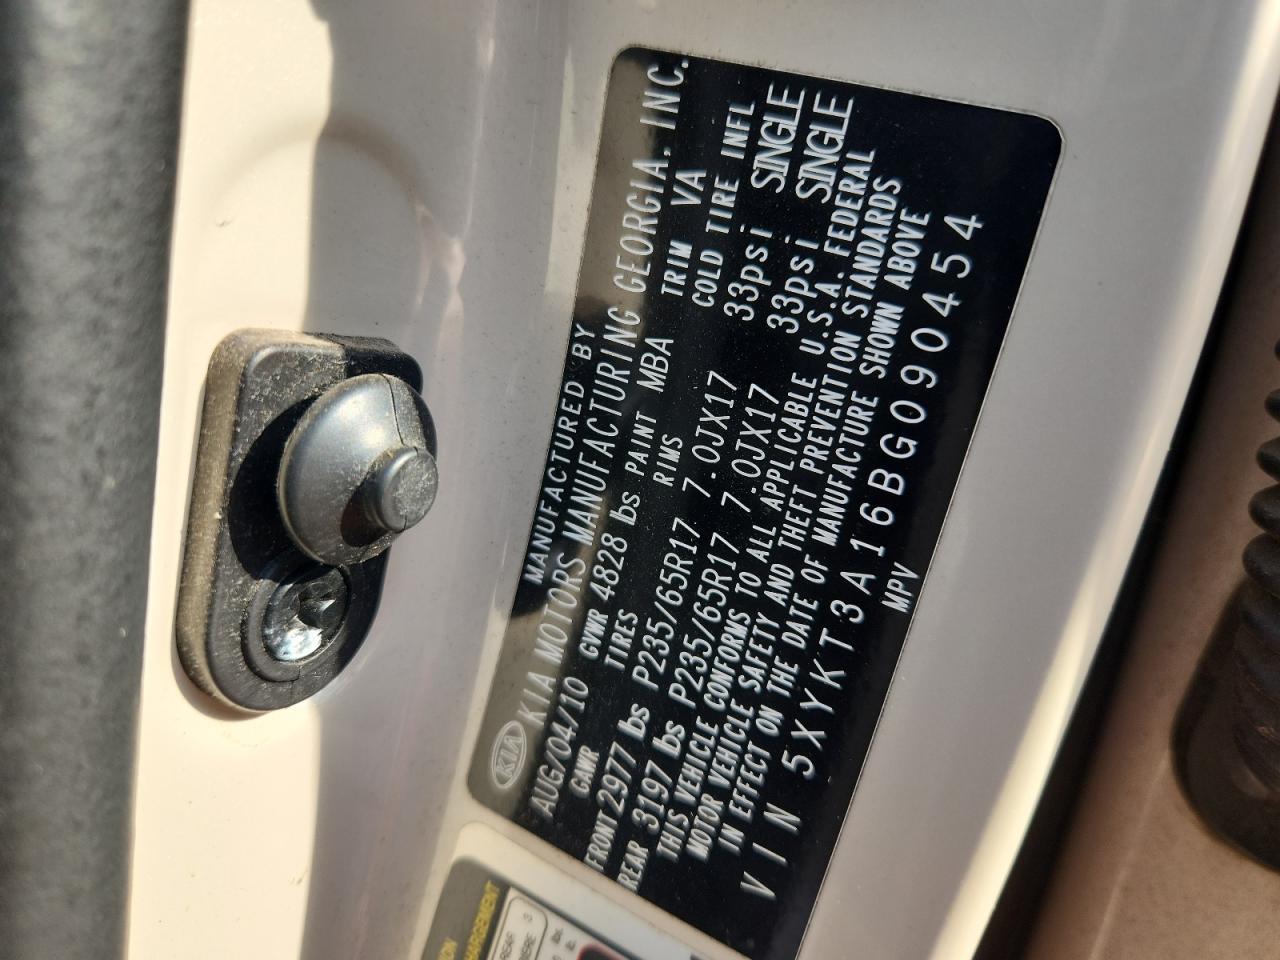 MANUFACTURED BY
KIA KIA MOTORS MANUFACTURING GEORGIA, INC.
AUG/04/10 GVWR 4828 lbs PAINT MBA TRIM VA
GAWR TIRES RIMS COLD TIRE INFL
FRONT 2977 lbs P235/65R17 7.0JX17 33psi SINGLE
REAR 3197 lbs P235/65R17 7.0JX17 33psi SINGLE
THIS VEHICLE CONFORMS TO ALL APPLICABLE U.S.A. FEDERAL
MOTOR VEHICLE SAFETY AND THEFT PREVENTION STANDARDS
IN EFFECT ON THE DATE OF MANUFACTURE SHOWN ABOVE
VIN 5XYKT3A16BG090454
MPV